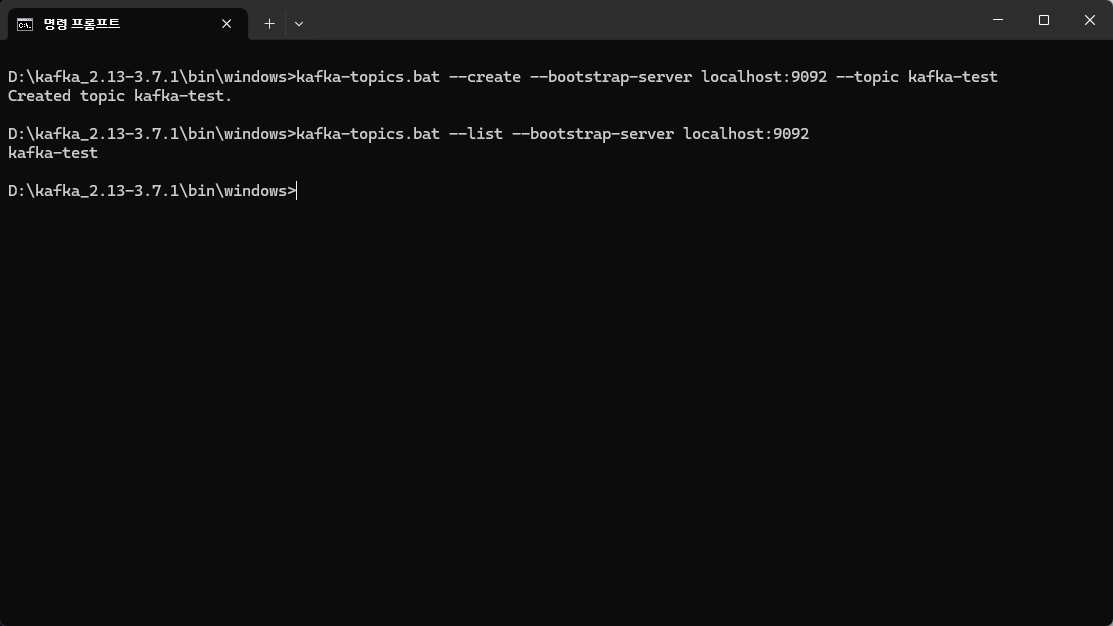 명령 프롬프트
D:\kafka_2.13-3.7.1\bin\windows>kafka-topics.bat --create --bootstrap-server localhost:9092 --topic kafka-test
Created topic kafka-test.
D:\kafka_2.13-3.7.1\bin\windows>kafka-topics.bat --list --bootstrap-server localhost:9092
kafka-test
D:\kafka_2.13-3.7.1\bin\windows>